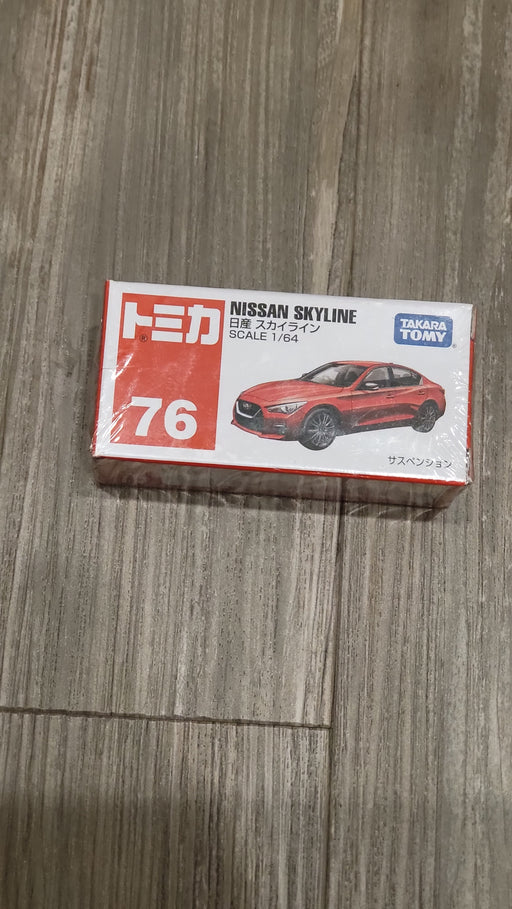 トミカ
®
76
NISSAN SKYLINE
日産 スカイライン
SCALE 1/64
TAKARA
TOMY
サスペンション